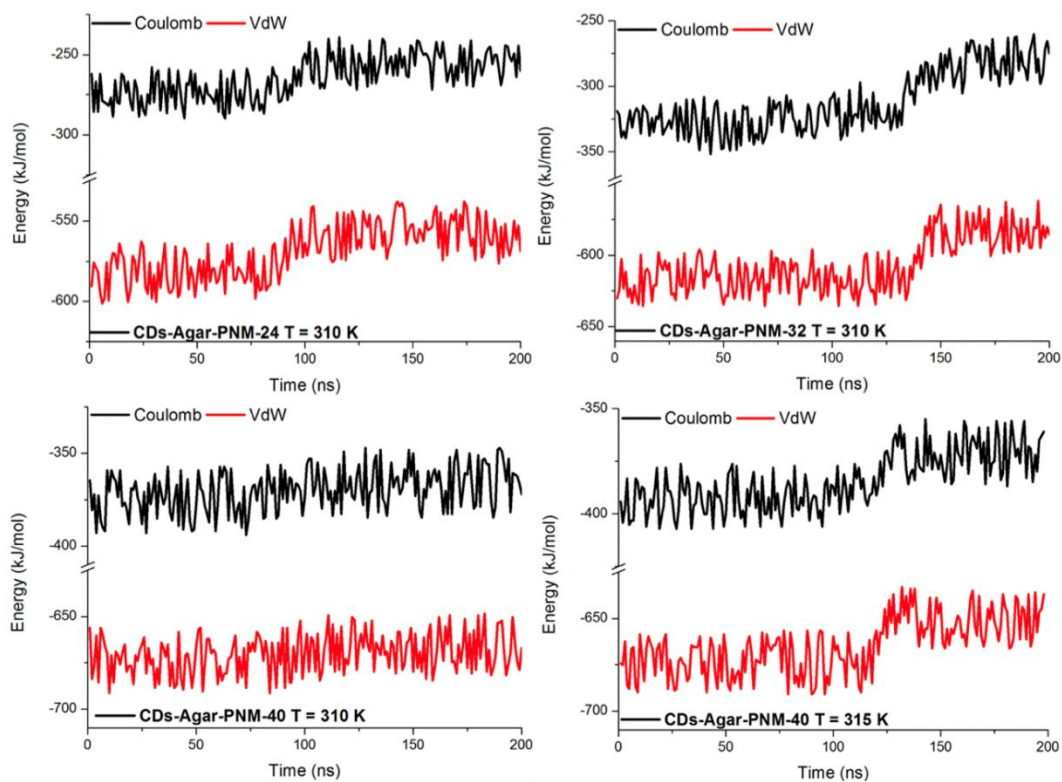 -250
-300
-550
-600
Energy (kJ/mol)
Coulomb VdW
CDs-Agar-PNM-24 T = 310 K
0 50 100 150 200
Time (ns)
-250
-300
-350
-600
-650
Energy (kJ/mol)
Coulomb VdW
CDs-Agar-PNM-32 T = 310 K
0 50 100 150 200
Time (ns)
-350
-400
-650
-700
Energy (kJ/mol)
Coulomb VdW
CDs-Agar-PNM-40 T = 310 K
0 50 100 150 200
Time (ns)
-350
-400
-650
-700
Energy (kJ/mol)
Coulomb VdW
CDs-Agar-PNM-40 T = 315 K
0 50 100 150 200
Time (ns)